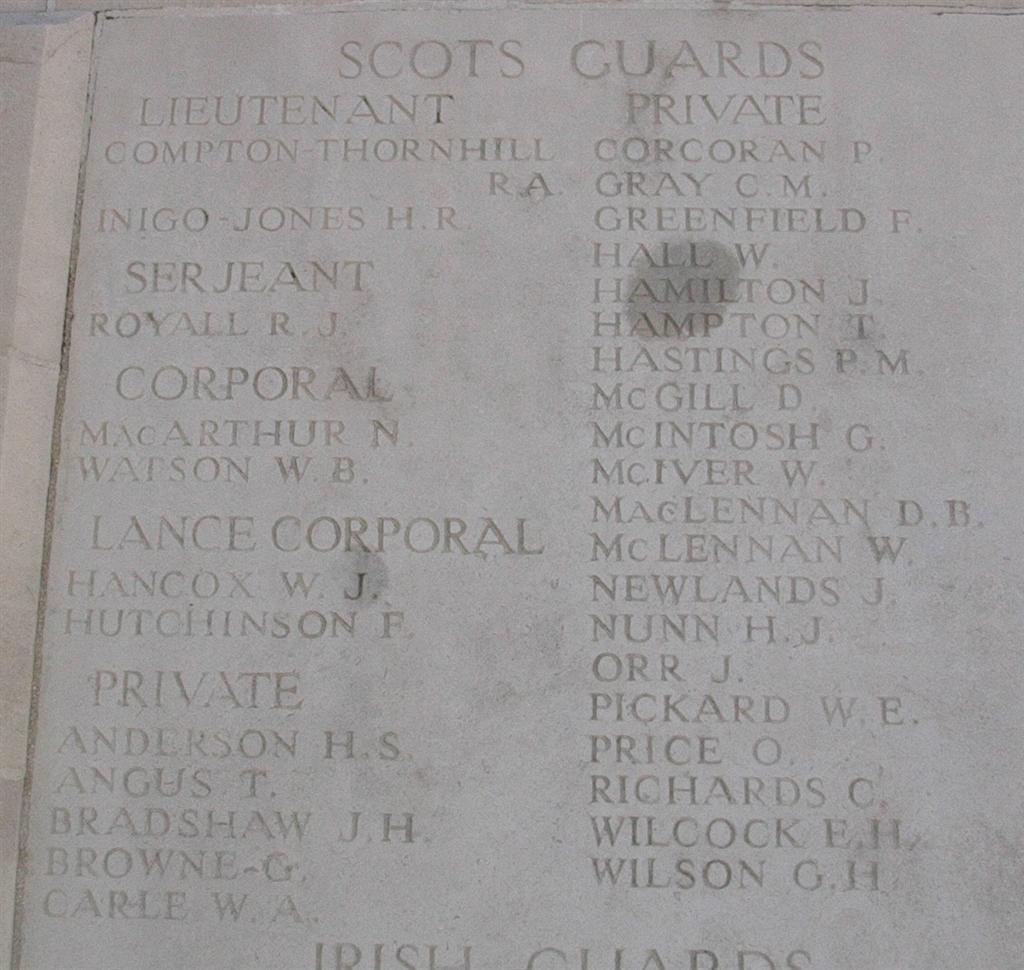 SCOTS GUARDS
LIEUTENANT
COMPTON-THORNHILL
R.A.
INIGO-JONES H.R.
SERJEANT
ROYALL R.J.
CORPORAL
MACARTHUR N.
WATSON W.B.
LANCE CORPORAL
HANCOX W.J.
HUTCHINSON F.
PRIVATE
ANDERSON H.S.
ANGUS T.
BRADSHAW J.H.
BROWNE G.
CARLE W.A.
PRIVATE
CORCORAN P.
GRAY C.M.
GREENFIELD F.
HALL W.
HAMILTON J.
HAMPTON T.
HASTINGS P.M.
McGILL D.
McINTOSH G.
McIVER W.
MacLENNAN D.B.
McLENNAN W.
NEWLANDS J.
NUNN H.J.
ORR J.
PICKARD W.E.
PRICE O.
RICHARDS C.
WILCOCK E.H.
WILSON G.H.
IRISH GUARDS